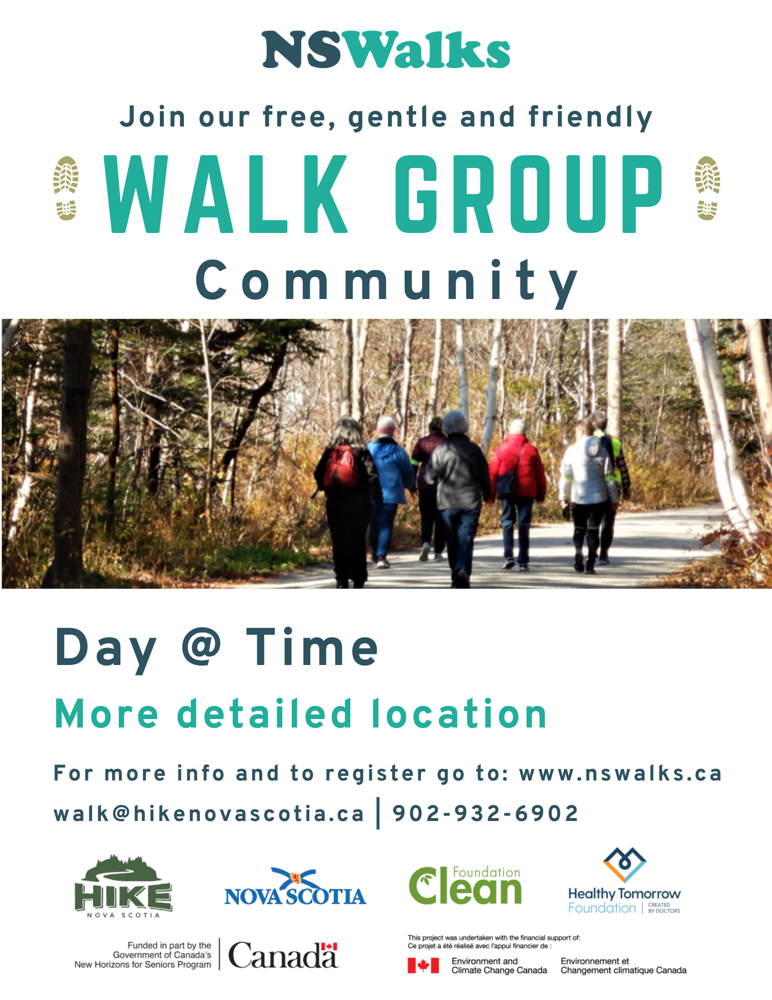 NSWalks
Join our free, gentle and friendly
WALK GROUP
Community
Day @ Time
More detailed location
For more info and to register go to: www.nswalks.ca
walk@hikenovascotia.ca | 902-932-6902
HIKE
NOVA SCOTIA
NOVA SCOTIA
Foundation
Clean
Healthy Tomorrow
Foundation | CREATED
BY DOCTORS
Funded in part by the
Government of Canada's
New Horizons for Seniors Program
Canada
This project was undertaken with the financial support of:
Ce projet a été réalisé avec l'appui financier de :
Environment and
Climate Change Canada
Environnement et
Changement climatique Canada